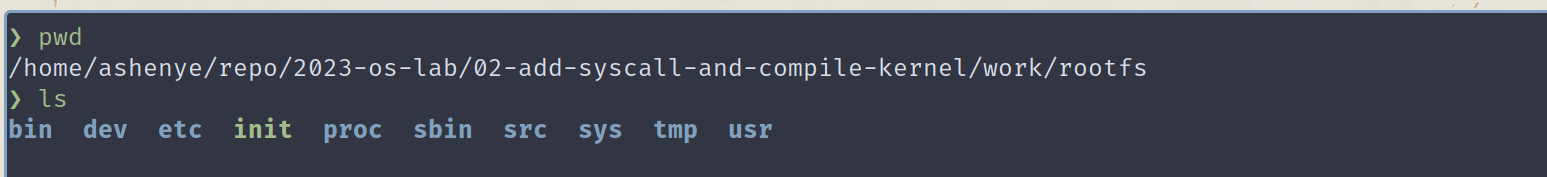 ❯ pwd
/home/ashenye/repo/2023-os-lab/02-add-syscall-and-compile-kernel/work/rootfs
❯ ls
bin  dev  etc  init  proc  sbin  src  sys  tmp  usr